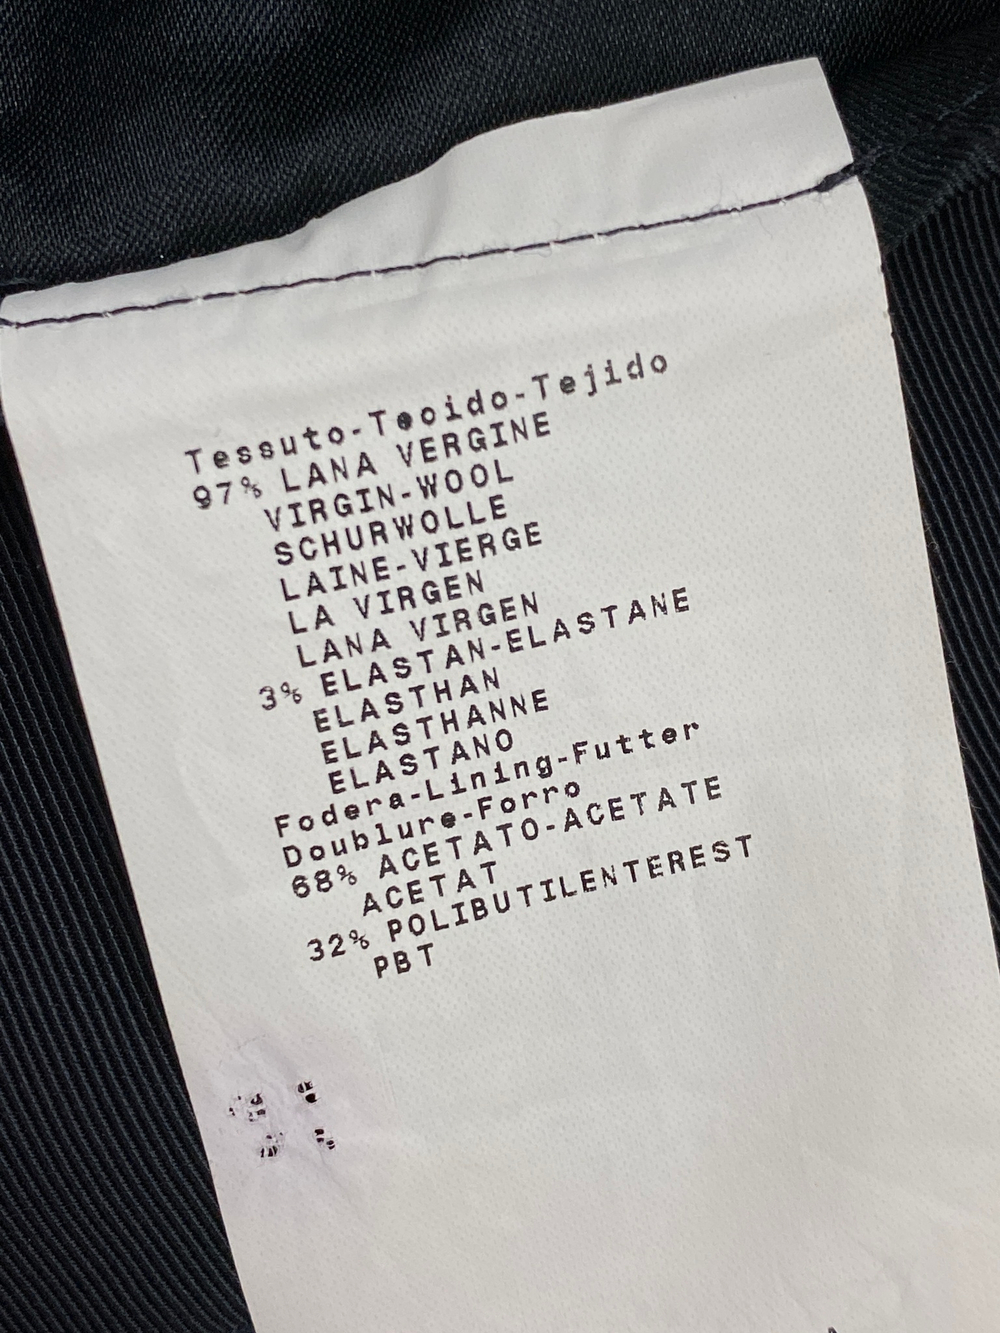 Tessuto-Teoido-Tejido
97% LANA VERGINE
VIRGIN-WOOL
SCHURWOLLE
LAINE-VIERGE
LA VIRGEN
LANA VIRGEN
3% ELASTAN-ELASTANE
ELASTHAN
ELASTHANNE
ELASTANO
Fodera-Lining-Futter
Doublure-Forro
68% ACETATO-ACETATE
ACETAT
32% POLIBUTILENTEREST
PBT